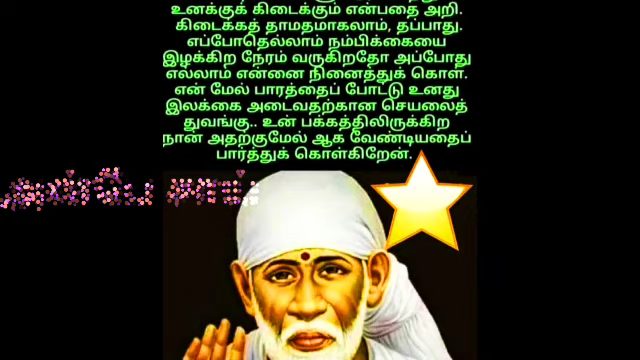 உனக்குக் கிடைக்கும் என்பதை அறி.
கிடைக்கத் தாமதமாகலாம், தப்பாது.
எப்போதெல்லாம் நம்பிக்கையை
இழக்கிற நேரம் வருகிறதோ அப்போது
எல்லாம் என்னை நினைத்துக் கொள்.
என் மேல் பாரத்தைப் போட்டு உனது
இலக்கை அடைவதற்கான செயலைத்
துவங்கு.. உன் பக்கத்திலிருக்கிற
நான் அதற்குமேல் ஆக வேண்டியதைப்
பார்த்துக் கொள்கிறேன்.